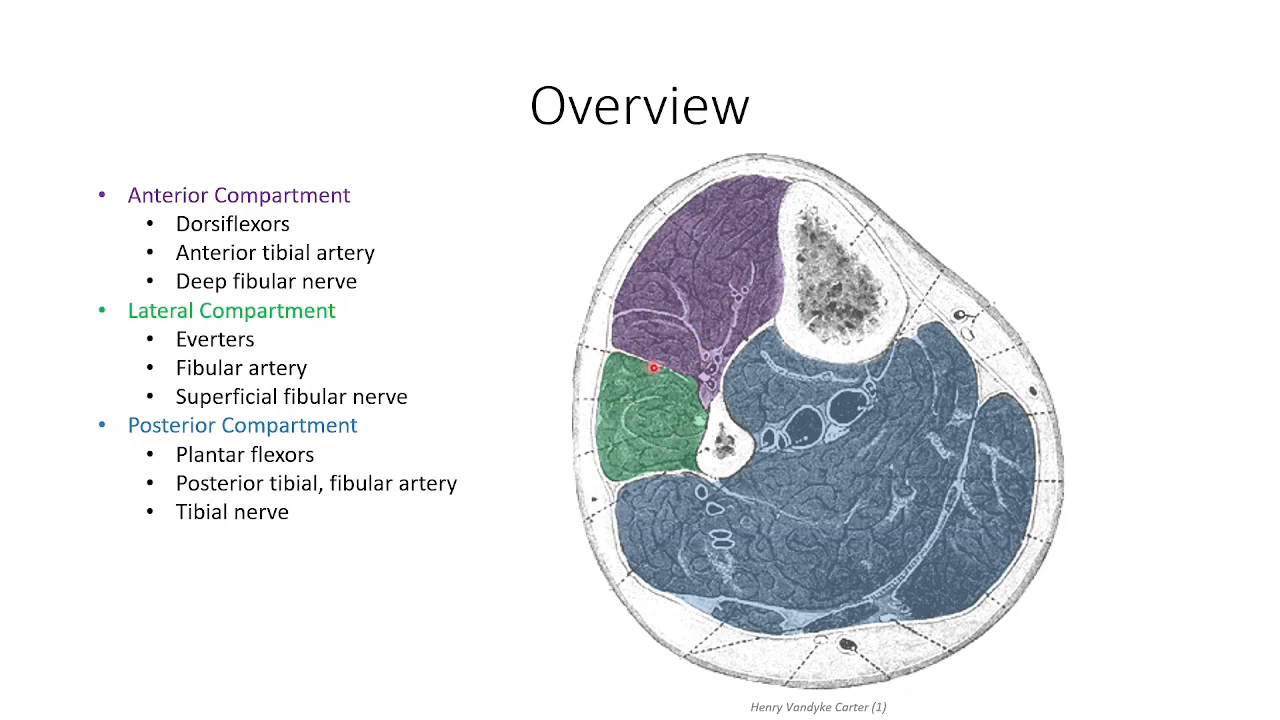 Overview
• Anterior Compartment
• Dorsiflexors
• Anterior tibial artery
• Deep fibular nerve
• Lateral Compartment
• Everters
• Fibular artery
• Superficial fibular nerve
• Posterior Compartment
• Plantar flexors
• Posterior tibial, fibular artery
• Tibial nerve
Henry Vandyke Carter (1)